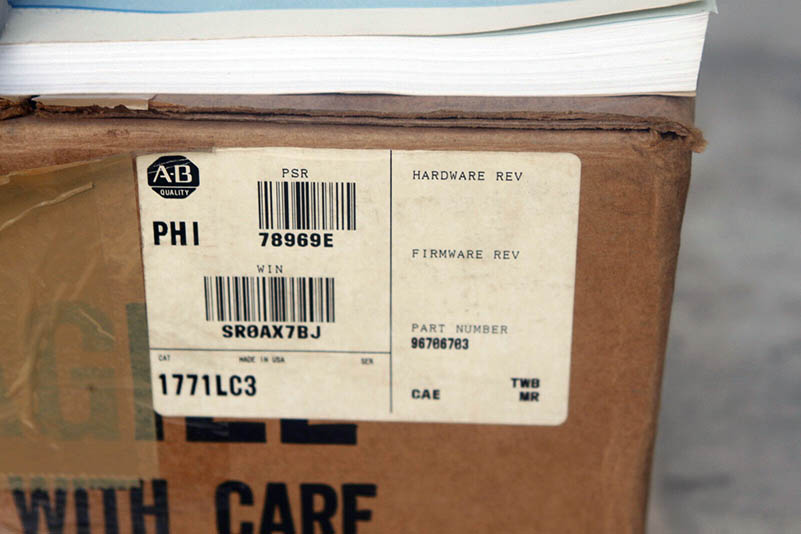 A-B
QUALITY
PSR
PHI
78969E
WIN
SR0AX7BJ
CAT
MADE IN USA
SER
1771LC3
HARDWARE REV
FIRMWARE REV
PART NUMBER
96706703
CAE
TWB
MR
AGILE
WITH CARE